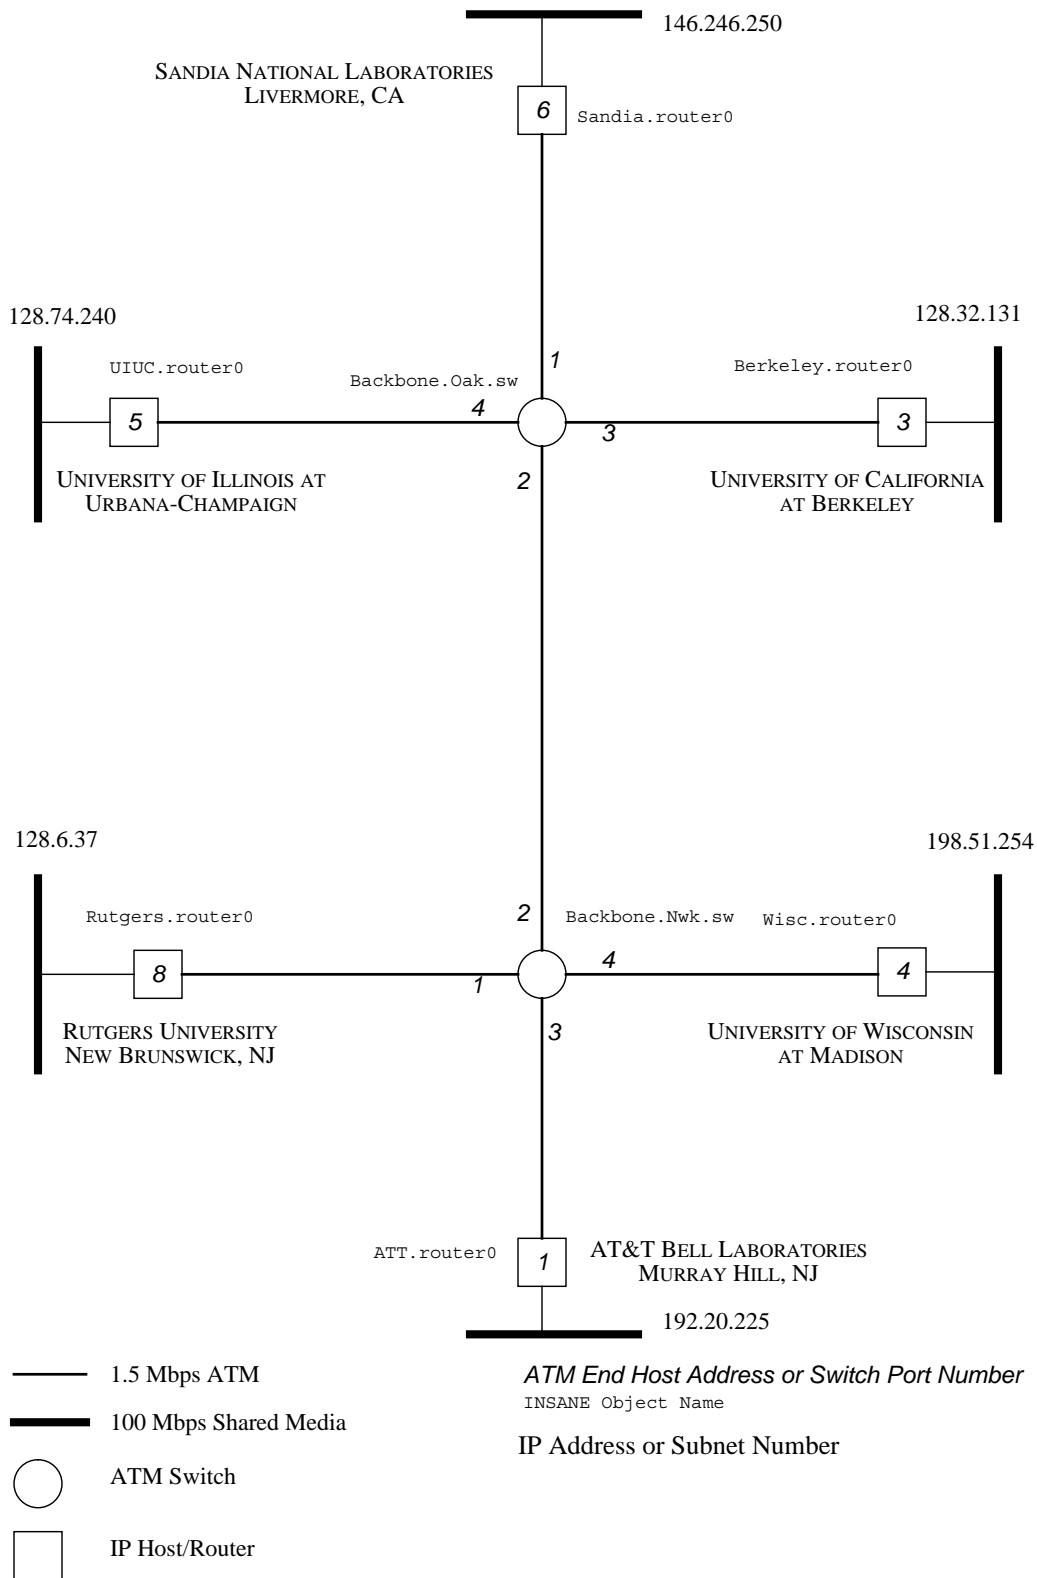 146.246.250
SANDIA NATIONAL LABORATORIES
LIVERMORE, CA
6
Sandia.router0
128.74.240
128.32.131
UIUC.router0
Backbone.Oak.sw
1
Berkeley.router0
5
4
3
3
2
UNIVERSITY OF ILLINOIS AT
URBANA-CHAMPAIGN
UNIVERSITY OF CALIFORNIA
AT BERKELEY
128.6.37
198.51.254
Rutgers.router0
2
Backbone.Nwk.sw
Wisc.router0
8
1
4
4
3
RUTGERS UNIVERSITY
NEW BRUNSWICK, NJ
UNIVERSITY OF WISCONSIN
AT MADISON
ATT.router0
1
AT&T BELL LABORATORIES
MURRAY HILL, NJ
192.20.225
1.5 Mbps ATM
100 Mbps Shared Media
ATM Switch
IP Host/Router
ATM End Host Address or Switch Port Number
INSANE Object Name
IP Address or Subnet Number